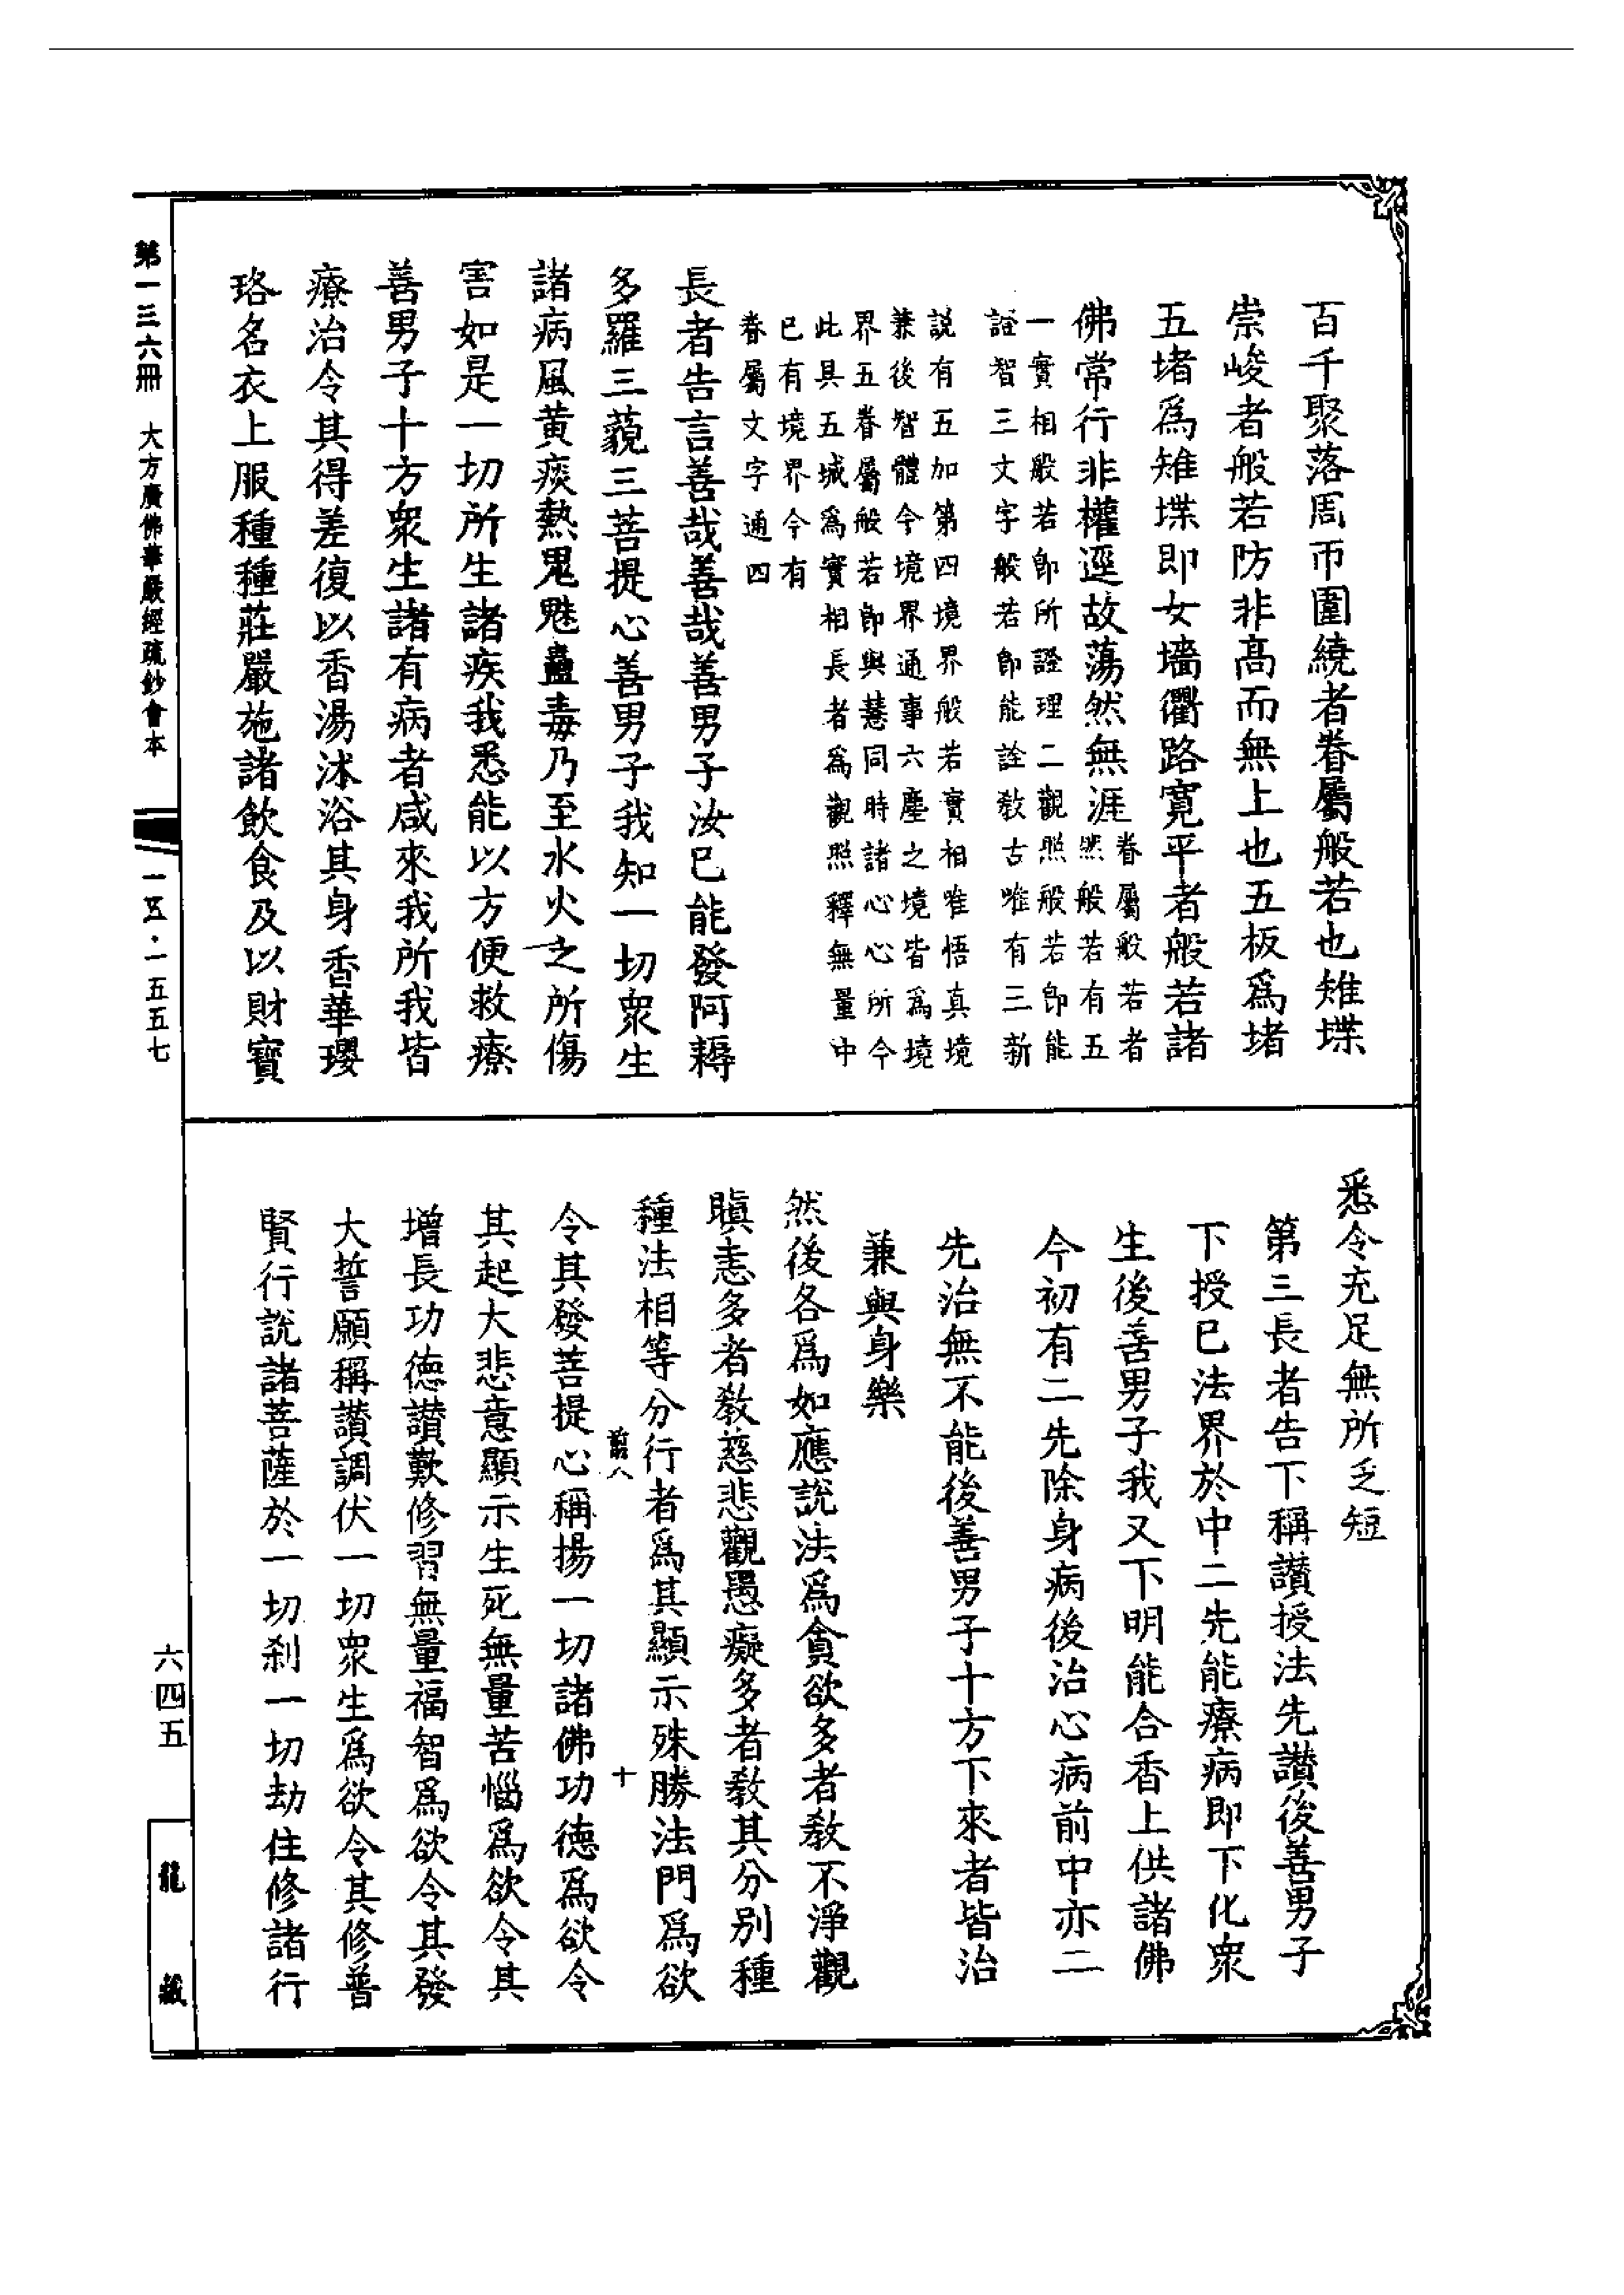 百千聚落周帀圍繞者眷屬般若也雉堞
崇峻者般若防非高而無上也五板爲堵
五堵爲雉堞即女墻衢路寬平者般若諸
佛常行非權逕故蕩然無涯
眷屬般若者
然般若有五
一實相般若即所證理二觀照般若即能
證智三文字般若即能詮教古唯有三新
說有五加第四境界般若實相唯悟真境
兼後智體今境界通事六塵之境皆爲境
界五眷屬般若即與慧同時諸心心所今
此具五城爲實相長者爲觀照釋無量中
已有境界今有
眷屬文字通四
長者告言善哉善哉善男子汝已能發阿耨
多羅三藐三菩提心善男子我知一切衆生
諸病風黄痰熱鬼魅蠱毒乃至水火之所傷
害如是一切所生諸疾我悉能以方便救療
善男子十方衆生諸有病者咸來我所我皆
療治令其得差復以香湯沐浴其身香華瓔
珞名衣上服種種莊嚴施諸飲食及以財寶
悉令充足無所乏短
第三長者告下稱讃授法先讃後善男子
下授已法界於中二先能療病即下化衆
生後善男子我又下明能合香上供諸佛
今初有二先除身病後治心病前中亦二
先治無不能後善男子十方下來者皆治
兼與身樂
然後各爲如應說法爲貪欲多者教不淨觀
瞋恚多者教慈悲觀愚癡多者教其分别種
種法相等分行者爲其顯示殊勝法門爲欲
八
十
令其發菩提心稱揚一切諸佛功德爲欲令
其起大悲意顯示生死無量苦惱爲欲令其
增長功德讃歎修習無量福智爲欲令其發
大誓願稱讃調伏一切衆生爲欲令其修普
賢行說諸菩薩於一切刹一切劫住修諸行
第一三六冊 大方廣佛華嚴經疏鈔會本
一五·一五五七
六四五
龍藏